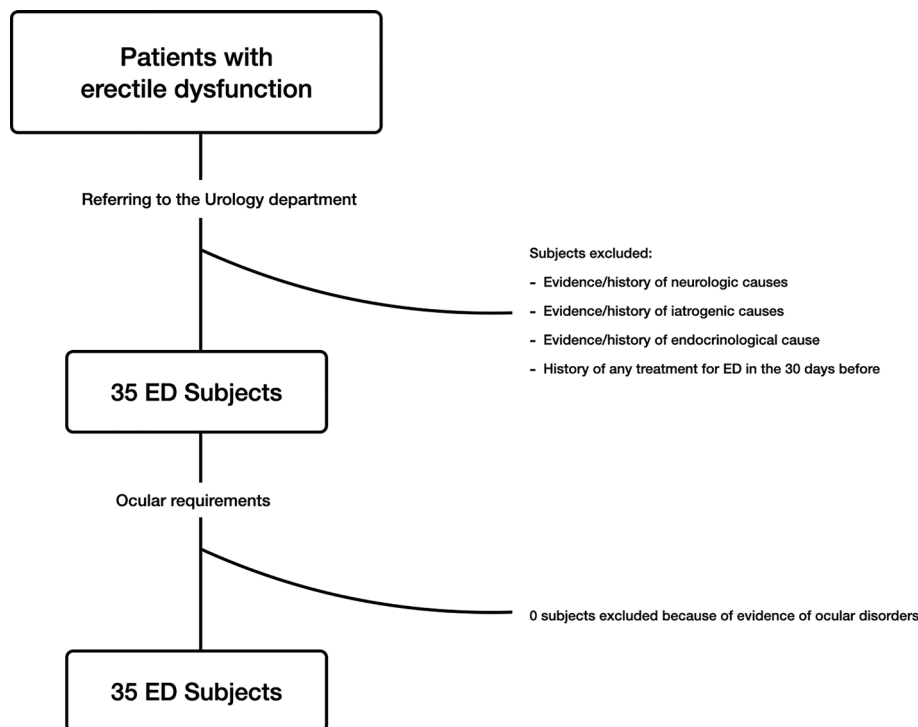 Patients with
erectile dysfunction
Referring to the Urology department
Subjects excluded:
- Evidence/history of neurologic causes
- Evidence/history of iatrogenic causes
- Evidence/history of endocrinological cause
- History of any treatment for ED in the 30 days before
35 ED Subjects
Ocular requirements
0 subjects excluded because of evidence of ocular disorders
35 ED Subjects